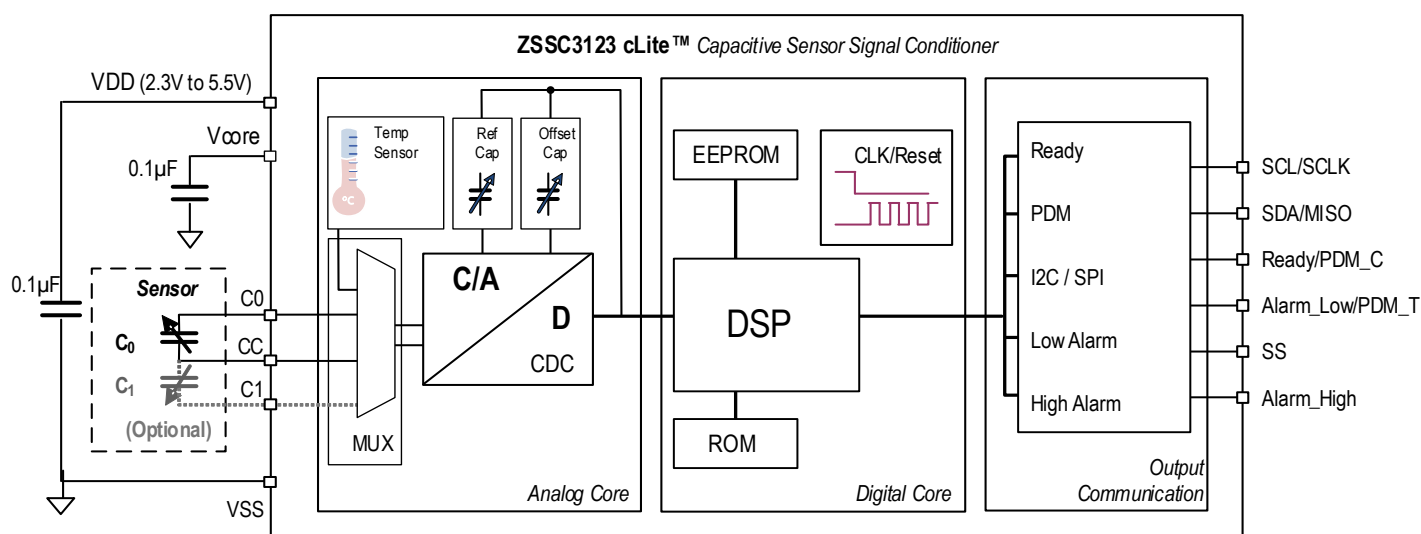 ZSSC3123 cLite™ Capacitive Sensor Signal Conditioner
VDD (2.3V to 5.5V)
Vcore
0.1µF
0.1µF
Sensor
C0
C1
(Optional)
C0
CC
C1
VSS
Temp
Sensor
ºC
Ref
Cap
Offset
Cap
MUX
C/A
D
CDC
Analog Core
EEPROM
CLK/Reset
DSP
ROM
Digital Core
Ready
PDM
I2C / SPI
Low Alarm
High Alarm
Output
Communication
SCL/SCLK
SDA/MISO
Ready/PDM_C
Alarm_Low/PDM_T
SS
Alarm_High